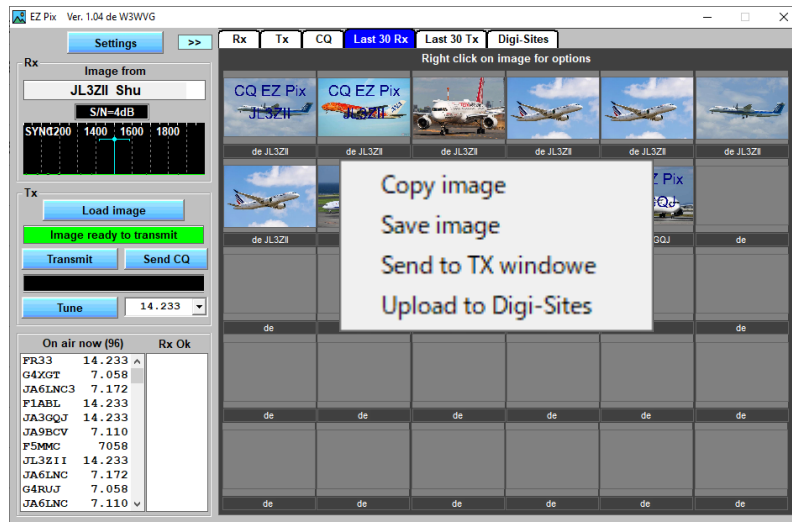 EZ Pix Ver. 1.04 de W3WVG
Settings >>
Rx Tx CQ Last 30 Rx Last 30 Tx Digi-Sites
Right click on image for options
Rx
Image from
JL3ZII Shu
S/N=4dB
SYNC1200 1400 1600 1800
CQ EZ Pix
JL3ZII
CQ EZ Pix
JL3ZII
de JL3ZII de JL3ZII de JL3ZII de JL3ZII de JL3ZII de JL3ZII
Tx
Load image
Image ready to transmit
Transmit Send CQ
Tune 14.233
Pix
de JL3ZII GQJ de
Copy image
Save image
Send to TX windowe
Upload to Digi-Sites
de de
On air now (96) Rx Ok
FR33 14.233
G4XGT 7.058
JA6LNC3 7.172
F1ABL 14.233
JA3GQJ 14.233
JA9BCV 7.110
F5MMC 7058
JL3ZII 14.233
JA6LNC 7.172
G4RUJ 7.058
JA6LNC 7.110
de de de de de de
de de de de de de